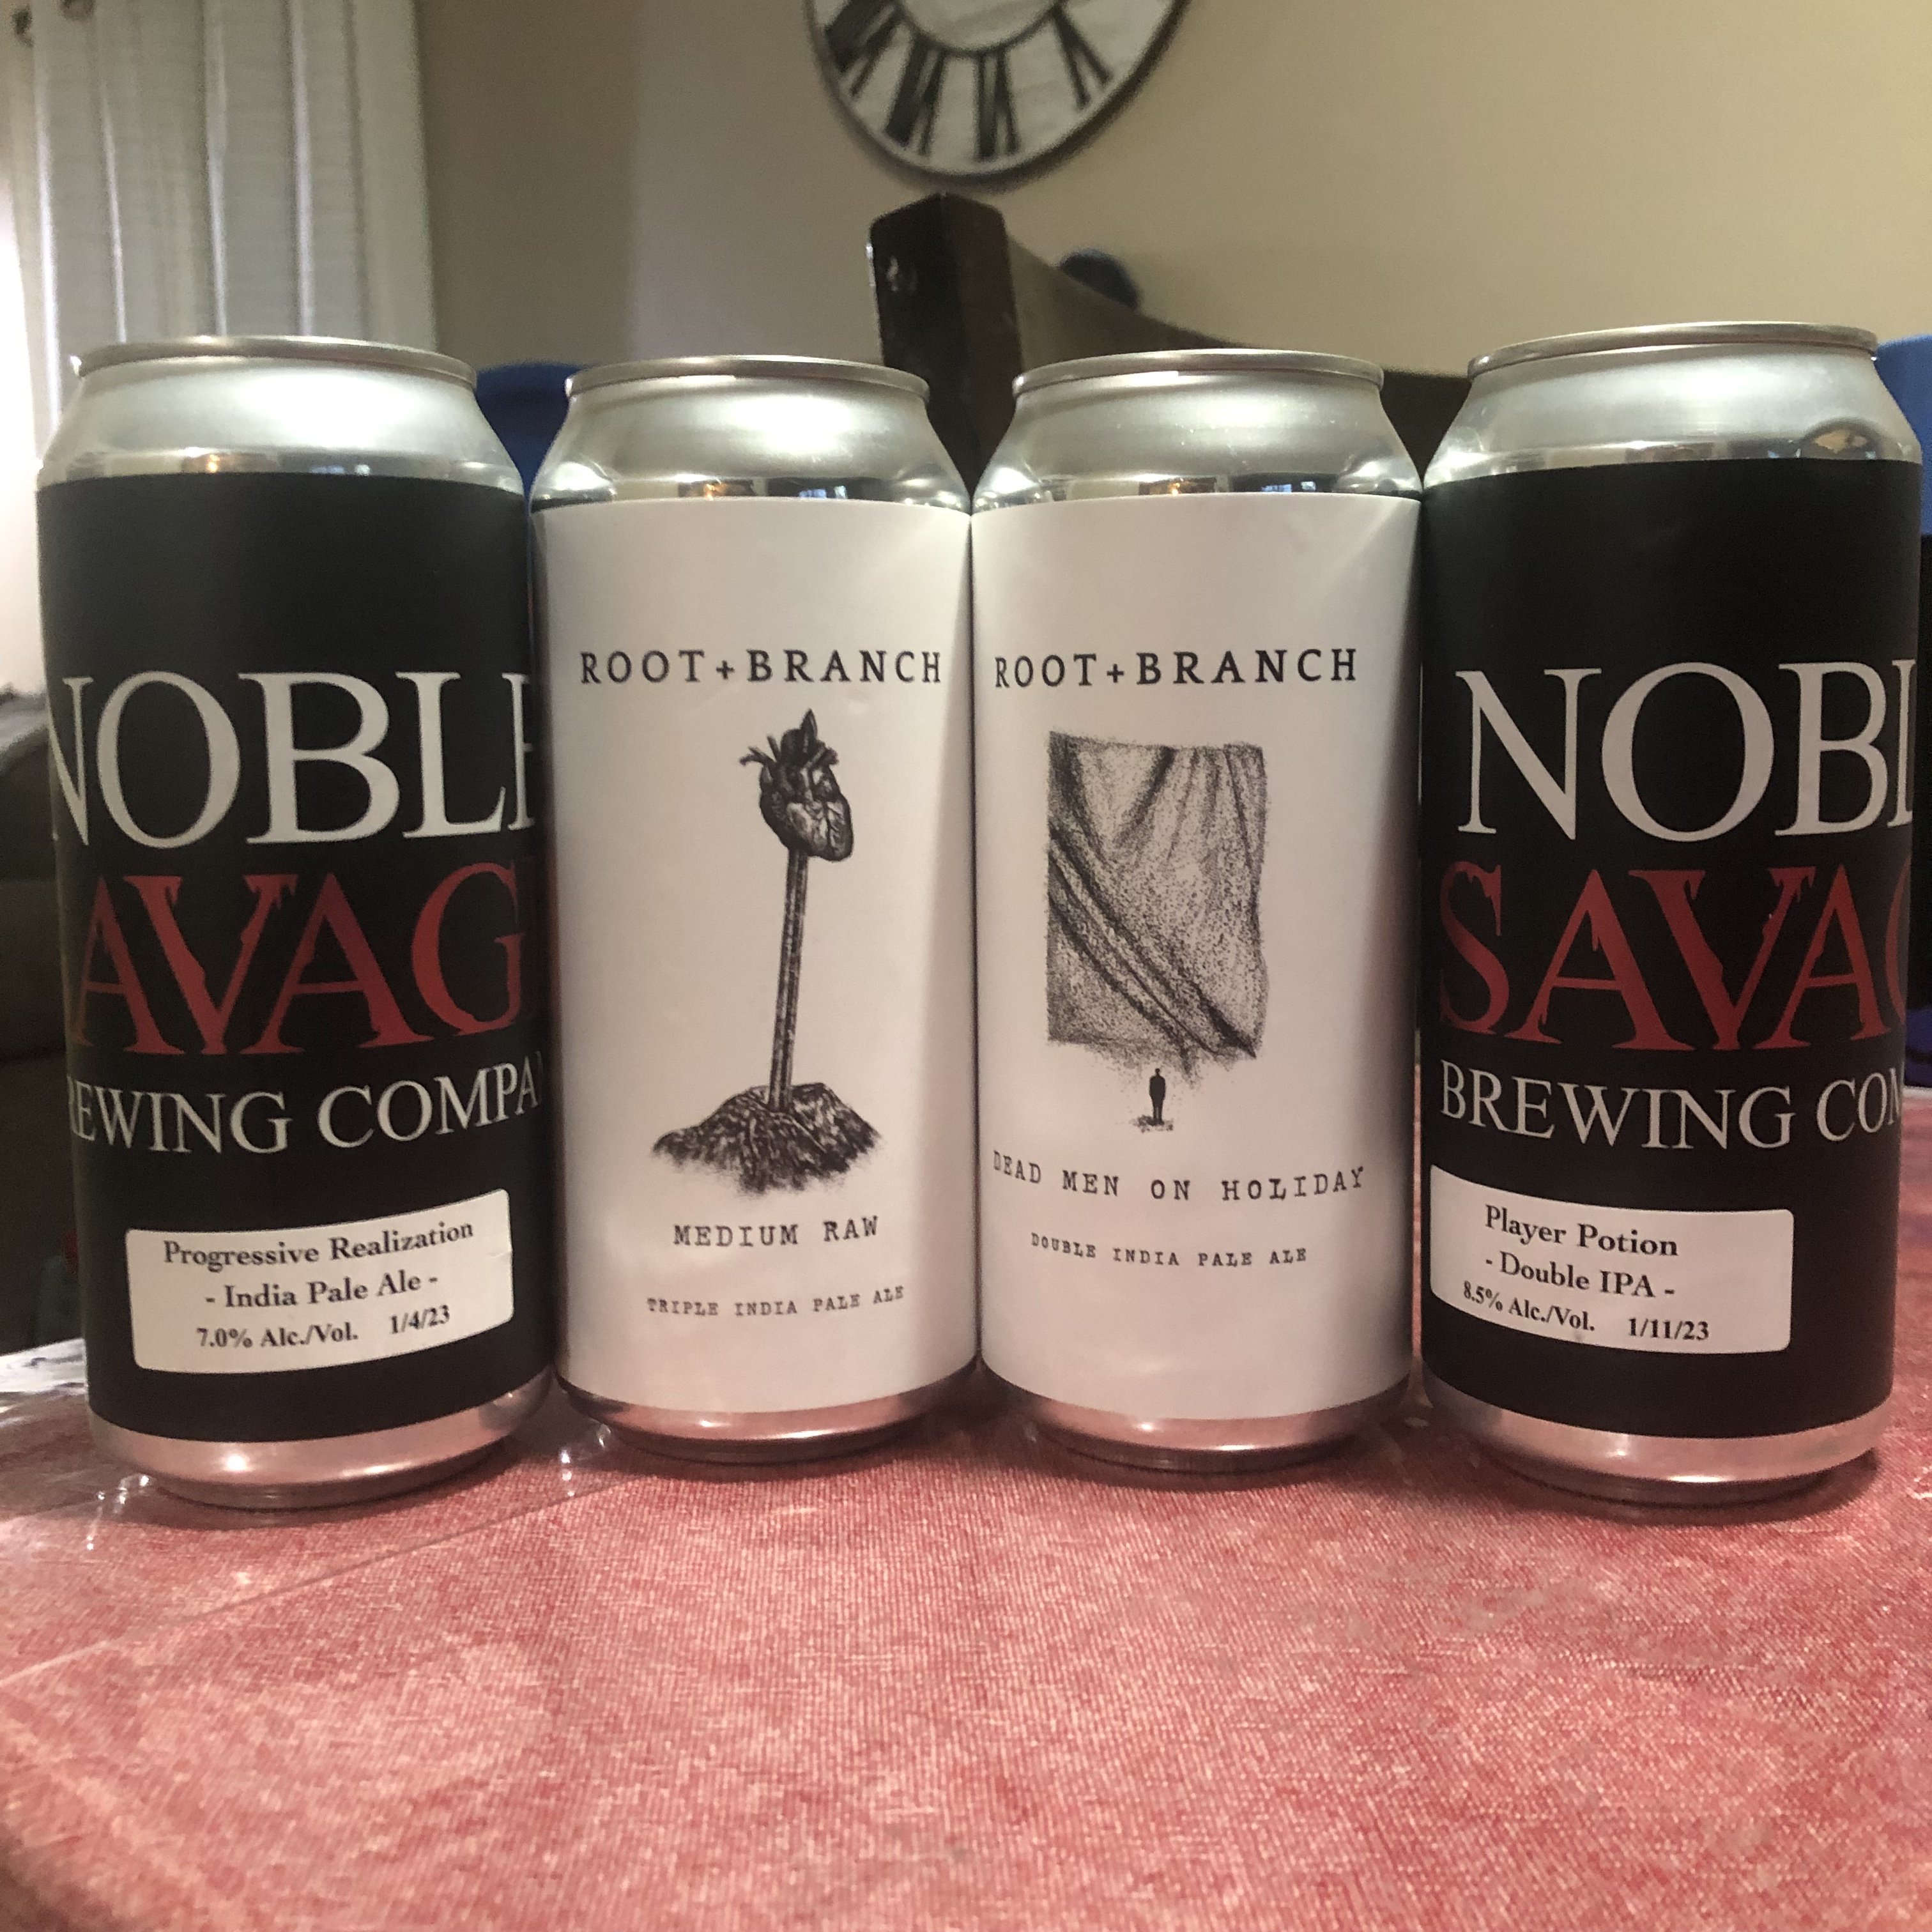 NOBLE
AVAG
REWING COMPA
Progressive Realization
- India Pale Ale -
7.0% Alc./Vol. 1/4/23
ROOT+BRANCH
MEDIUM RAW
TRIPLE INDIA PALE ALE
ROOT+BRANCH
DEAD MEN ON HOLIDAY
DOUBLE INDIA PALE ALE
NOBL
SAVAG
BREWING COM
Player Potion
- Double IPA -
8.5% Alc./Vol. 1/11/23